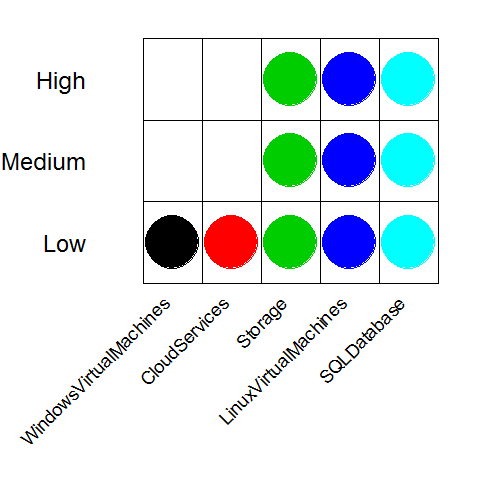 High
Medium
Low
WindowsVirtualMachines
CloudServices
Storage
LinuxVirtualMachines
SQLDatabase